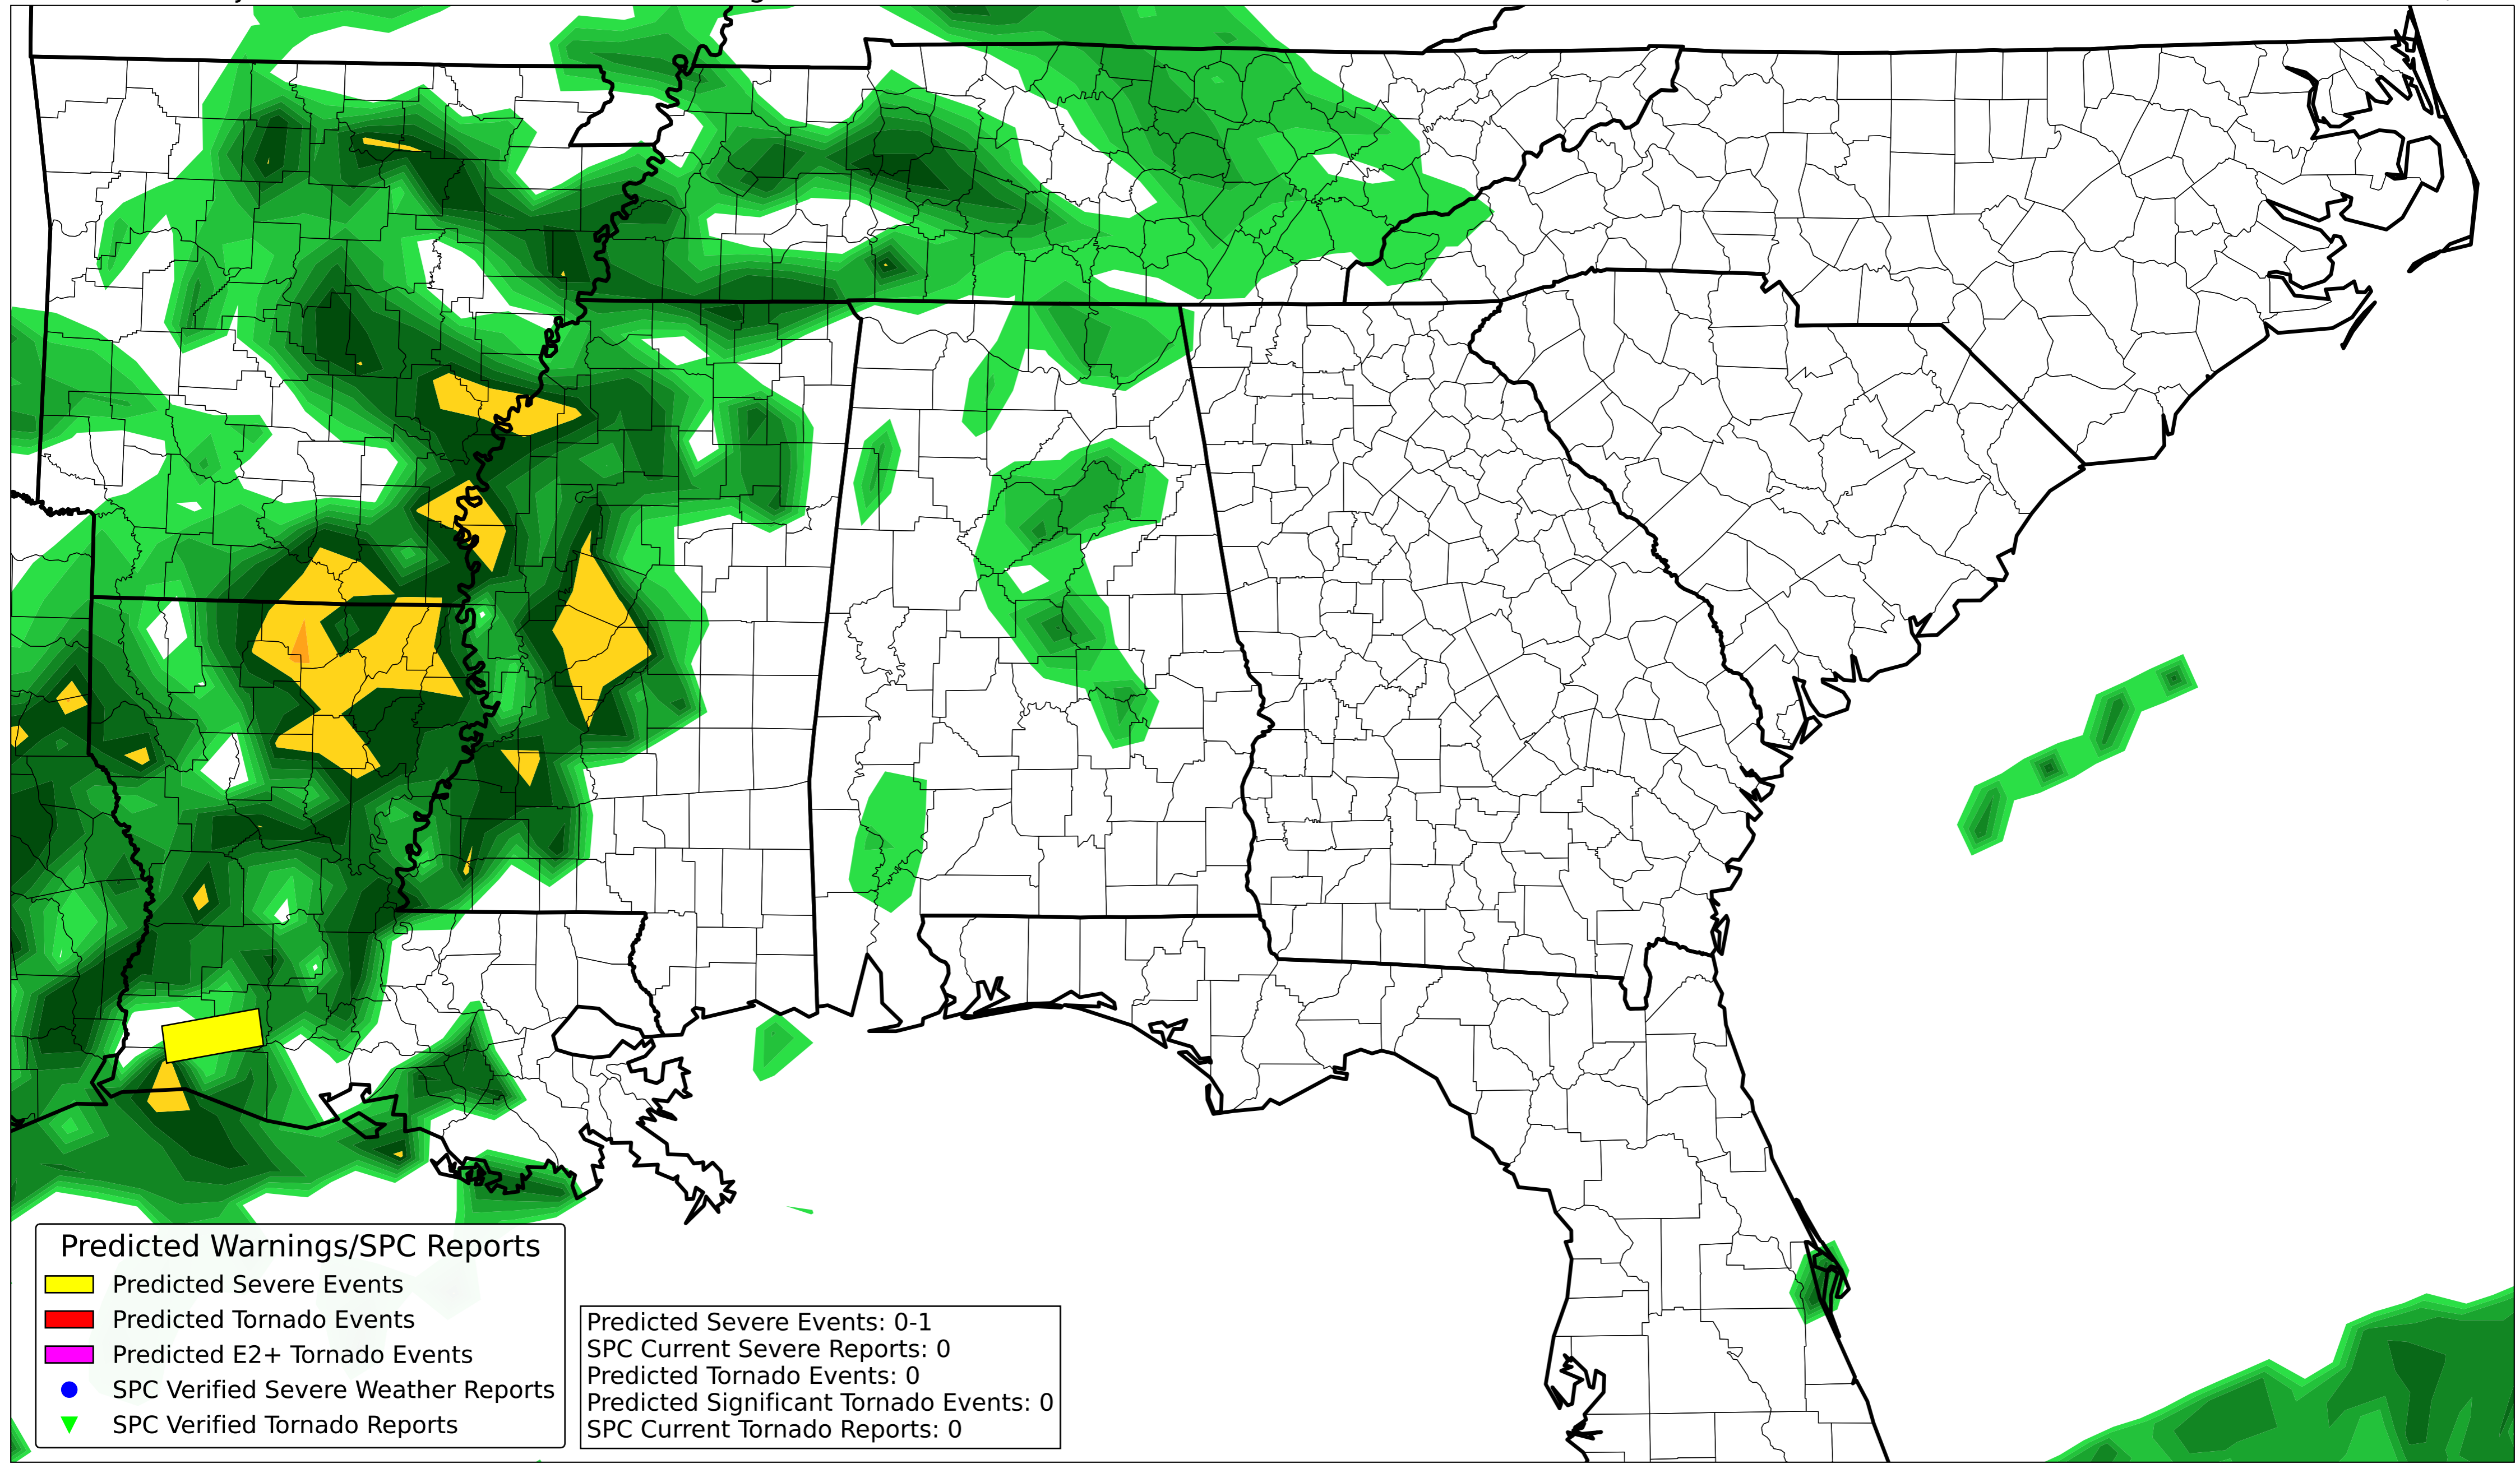 Predicted Warnings/SPC Reports
Predicted Severe Events
Predicted Tornado Events
Predicted E2+ Tornado Events
SPC Verified Severe Weather Reports
SPC Verified Tornado Reports
Predicted Severe Events: 0-1
SPC Current Severe Reports: 0
Predicted Tornado Events: 0
Predicted Significant Tornado Events: 0
SPC Current Tornado Reports: 0